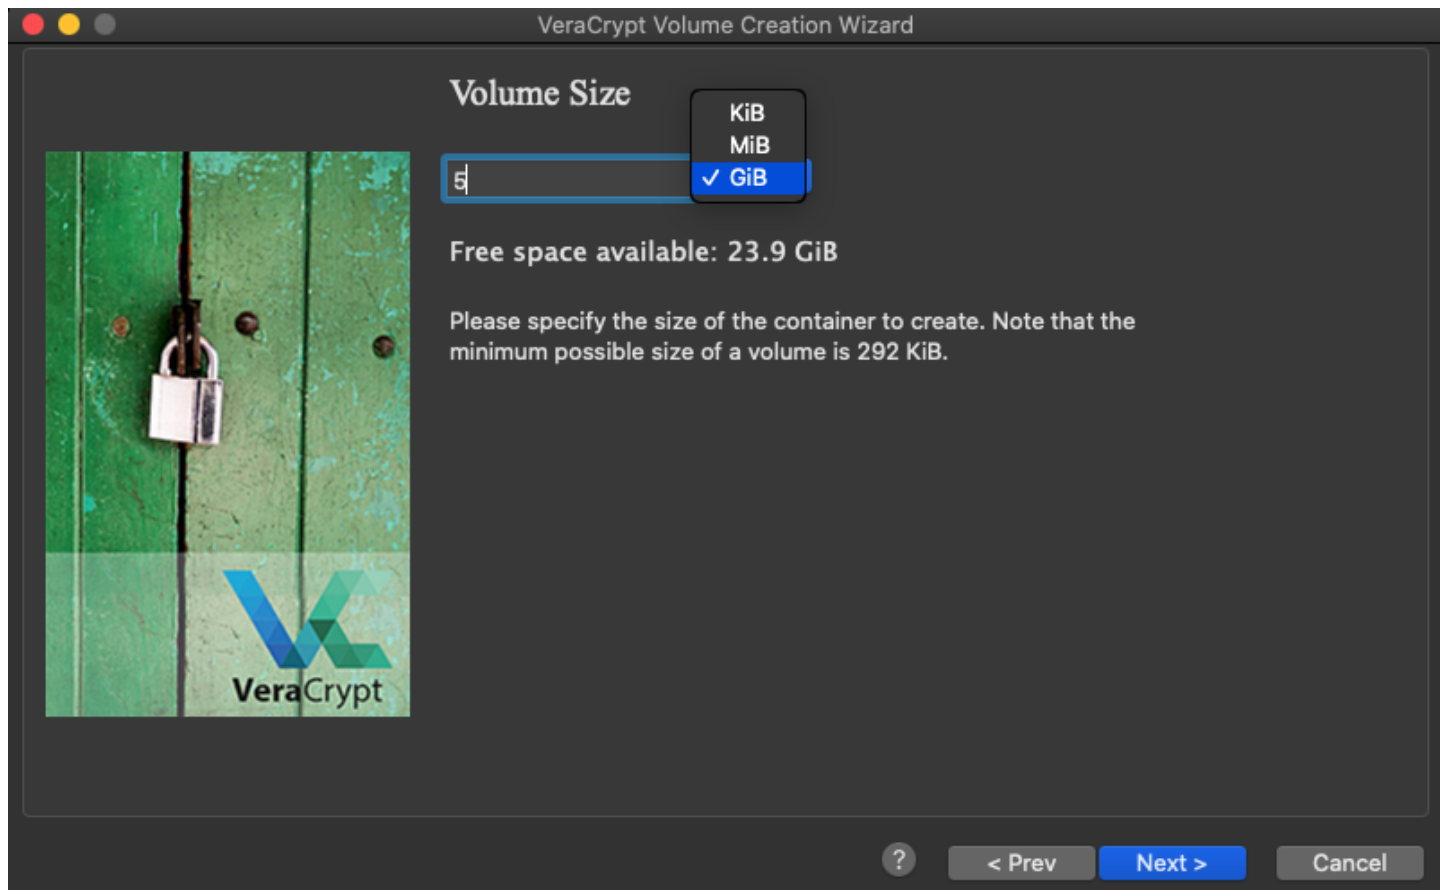 VeraCrypt Volume Creation Wizard
Volume Size
KiB
MiB
5
✓ GiB
Free space available: 23.9 GiB
Please specify the size of the container to create. Note that the
minimum possible size of a volume is 292 KiB.
VeraCrypt
?
< Prev
Next >
Cancel